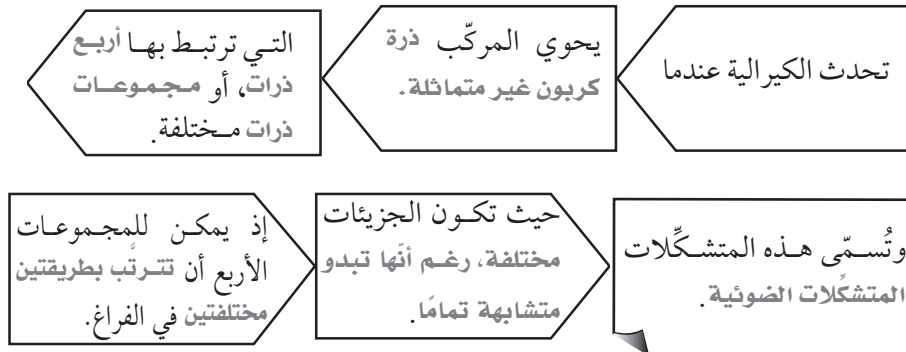 تحدث الكيرالية عندما
يحوي المركّب ذرة
كربون غير متماثلة.
التي ترتبط بها أربع
ذرات، أو مجموعات
ذرات مختلفة.
إذ يمكن للمجموعات
الأربع أن تترتَّب بطريقتين
مختلفتين في الفراغ.
حيث تكون الجزيئات
مختلفة، رغم أنّها تبدو
متشابهة تمامًا.
وتُسمّى هذه المتشكِّلات
المتشكِّلات الضوئية.